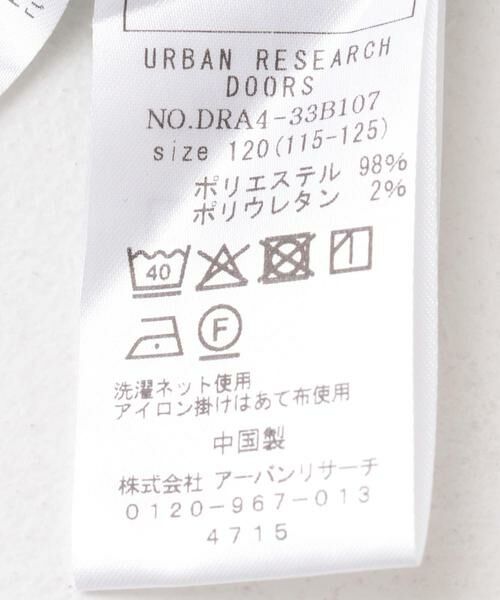 URBAN RESEARCH
DOORS
NO.DRA4-33B107
size 120(115-125)
ポリエステル 98%
ポリウレタン 2%
40
F
洗濯ネット使用
アイロン掛けはあて布使用
中国製
株式会社 アーバンリサーチ
0120-967-013
4715